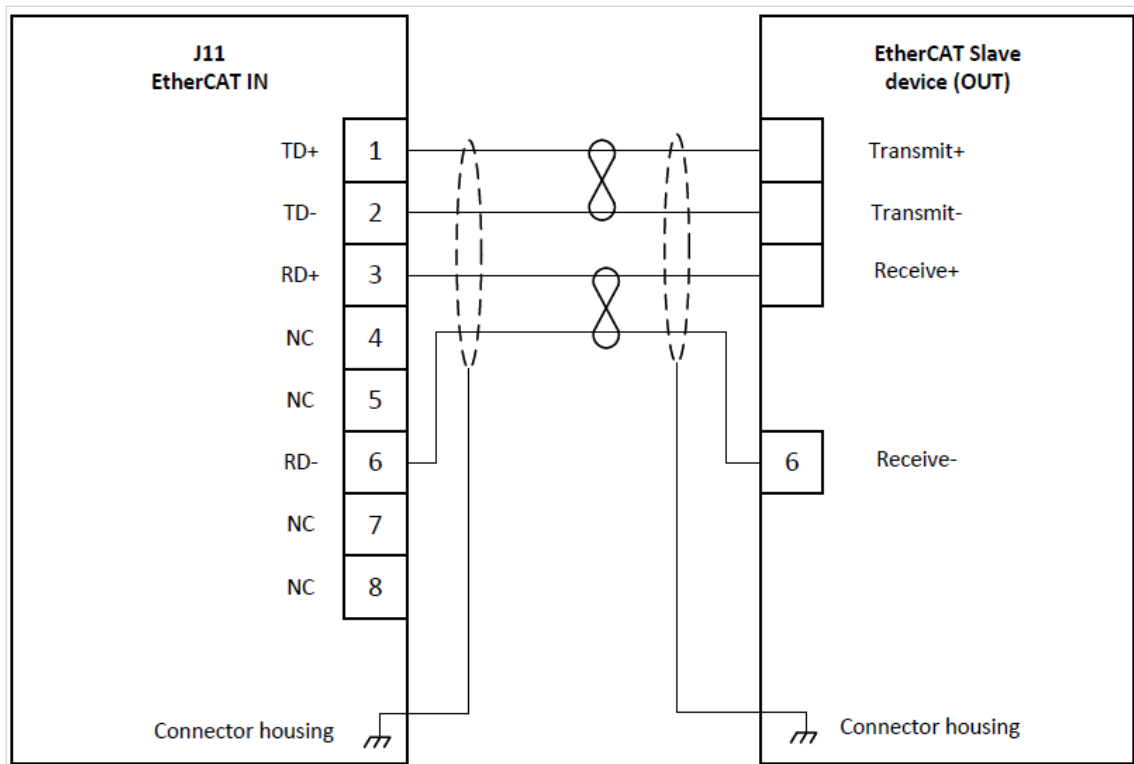 J11
EtherCAT IN
EtherCAT Slave
device (OUT)
TD+ 1 Transmit+
TD- 2 Transmit-
RD+ 3 Receive+
NC 4
NC 5
RD- 6 6 Receive-
NC 7
NC 8
Connector housing Connector housing